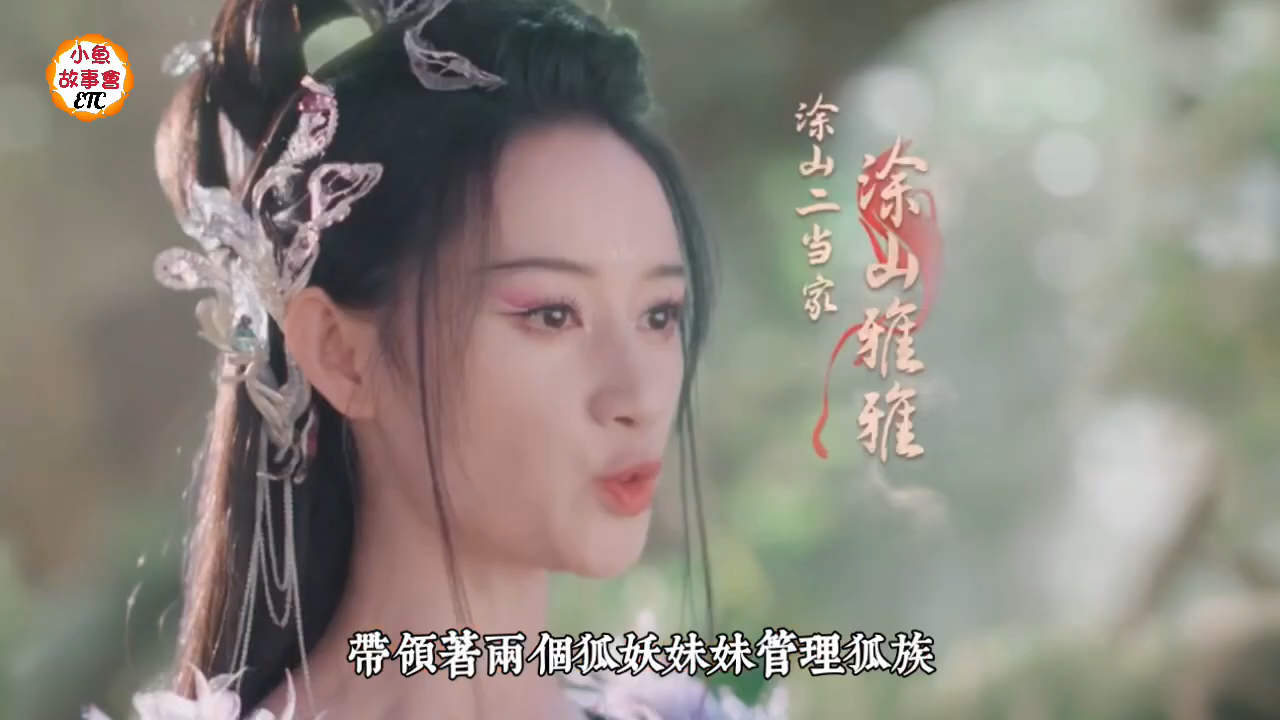 小魚
故事會
ETC
涂山二当家
涂山雅雅
帶領著兩個狐妖妹妹管理狐族